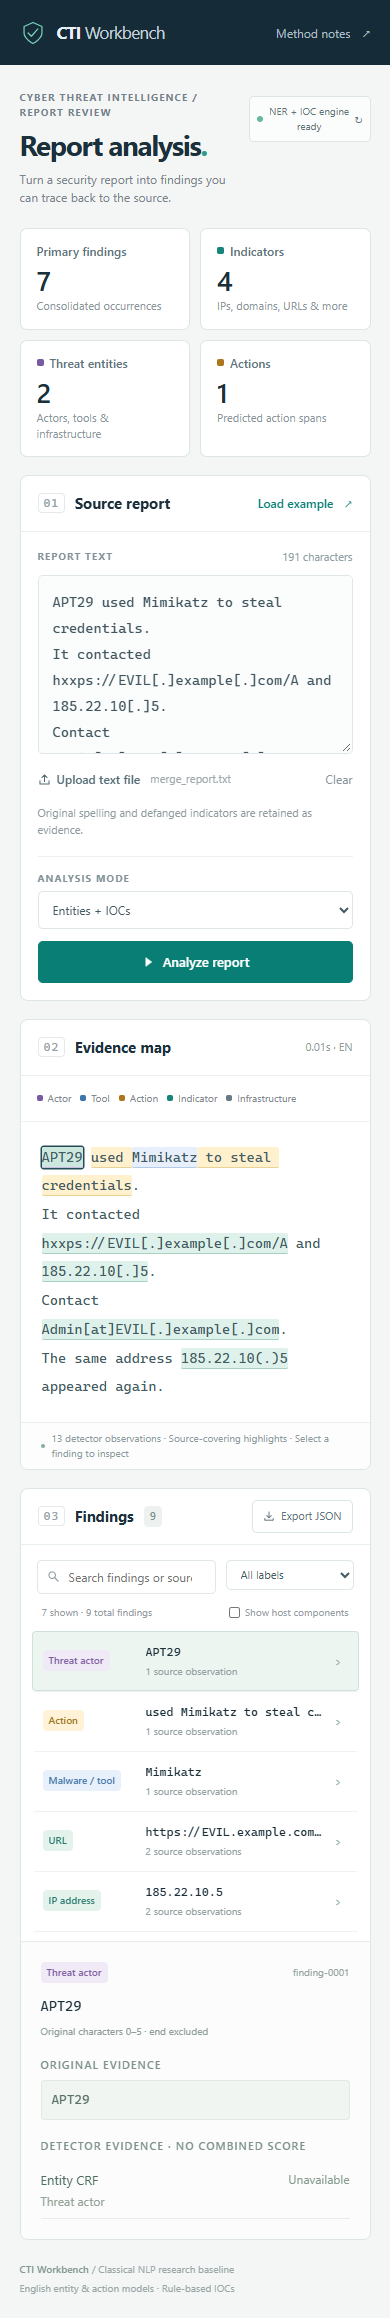 CTI Workbench
Method notes ↗
CYBER THREAT INTELLIGENCE /
REPORT REVIEW
NER + IOC engine
ready ↻
Report analysis.
Turn a security report into findings you
can trace back to the source.
Primary findings
7
Consolidated occurrences
Indicators
4
IPs, domains, URLs & more
Threat entities
2
Actors, tools &
infrastructure
Actions
1
Predicted action spans
01 Source report
Load example ↗
REPORT TEXT
191 characters
APT29 used Mimikatz to steal
credentials.
It contacted
hxxps://EVIL[.]example[.]com/A and
185.22.10[.]5.
Contact
Upload text file merge_report.txt
Clear
Original spelling and defanged indicators are retained as
evidence.
ANALYSIS MODE
Entities + IOCs
Analyze report
02 Evidence map
0.01s · EN
Actor Tool Action Indicator Infrastructure
APT29 used Mimikatz to steal
credentials.
It contacted
hxxps://EVIL[.]example[.]com/A and
185.22.10[.]5.
Contact
Admin[at]EVIL[.]example[.]com.
The same address 185.22.10(.)5
appeared again.
13 detector observations · Source-covering highlights · Select a
finding to inspect
03 Findings 9
Export JSON
Search findings or sour
All labels
7 shown · 9 total findings
Show host components
Threat actor
APT29
1 source observation
Action
used Mimikatz to steal c…
1 source observation
Malware / tool
Mimikatz
1 source observation
URL
https://EVIL.example.com…
2 source observations
IP address
185.22.10.5
2 source observations
Threat actor
finding-0001
APT29
Original characters 0–5 · end excluded
ORIGINAL EVIDENCE
APT29
DETECTOR EVIDENCE · NO COMBINED SCORE
Entity CRF
Unavailable
Threat actor
CTI Workbench / Classical NLP research baseline
English entity & action models · Rule-based IOCs